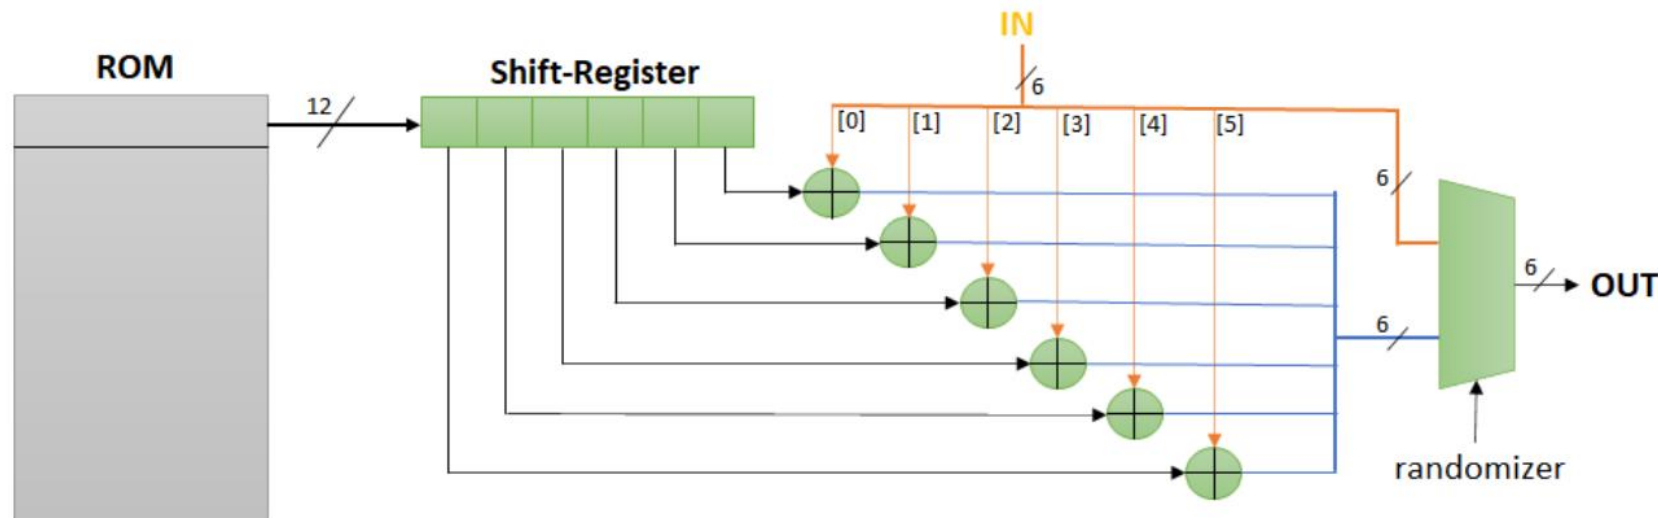 IN
ROM
Shift-Register
12
6
[0] [1] [2] [3] [4] [5]
6
6
OUT
6
randomizer